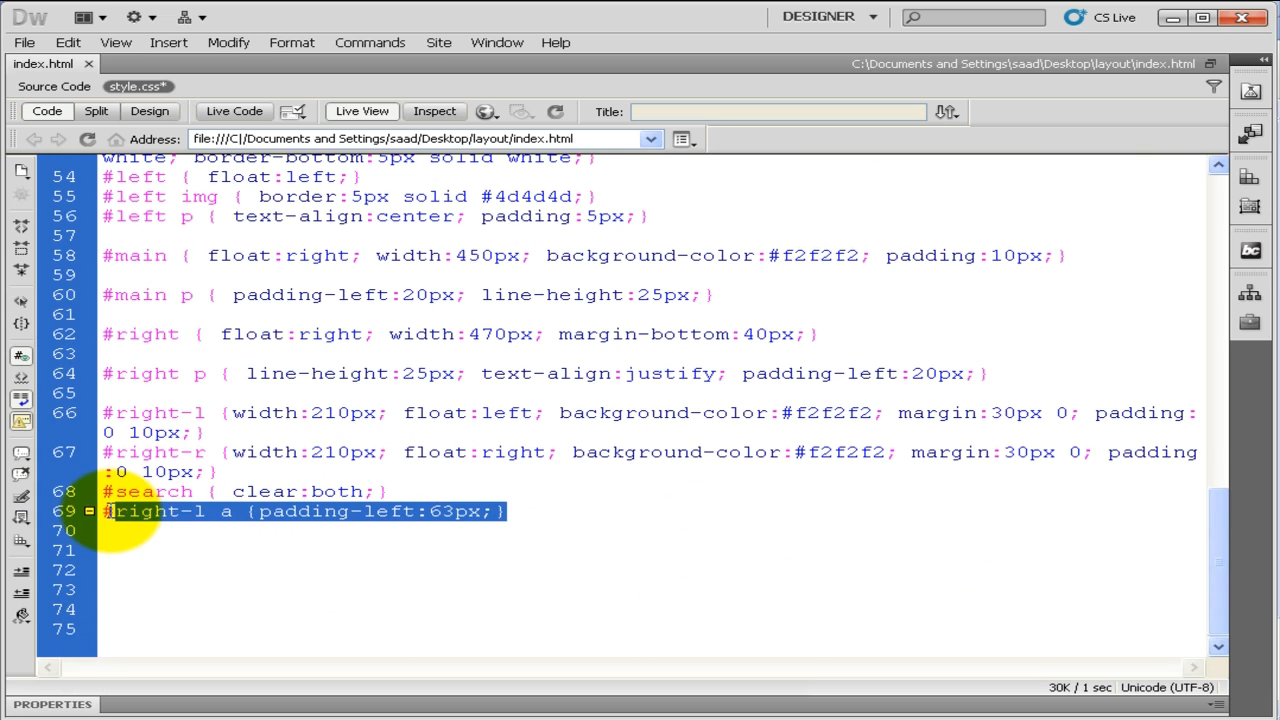 Dw DESIGNER CS Live
File Edit View Insert Modify Format Commands Site Window Help
index.html C:\Documents and Settings\saad\Desktop\layout\index.html
Source Code style.css*
Code Split Design Live Code Live View Inspect Title:
Address: file:///C|/Documents and Settings/saad/Desktop/layout/index.html
white; border-bottom:5px solid white;}
54 #left { float:left;}
55 #left img { border:5px solid #4d4d4d;}
56 #left p { text-align:center; padding:5px;}
57
58 #main { float:right; width:450px; background-color:#f2f2f2; padding:10px;}
59
60 #main p { padding-left:20px; line-height:25px;}
61
62 #right { float:right; width:470px; margin-bottom:40px;}
63
64 #right p { line-height:25px; text-align:justify; padding-left:20px;}
65
66 #right-l {width:210px; float:left; background-color:#f2f2f2; margin:30px 0; padding:
0 10px;}
67 #right-r {width:210px; float:right; background-color:#f2f2f2; margin:30px 0; padding
:0 10px;}
68 #search { clear:both;}
69 #right-l a {padding-left:63px;}
70
71
72
73
74
75
30K / 1 sec Unicode (UTF-8)
PROPERTIES